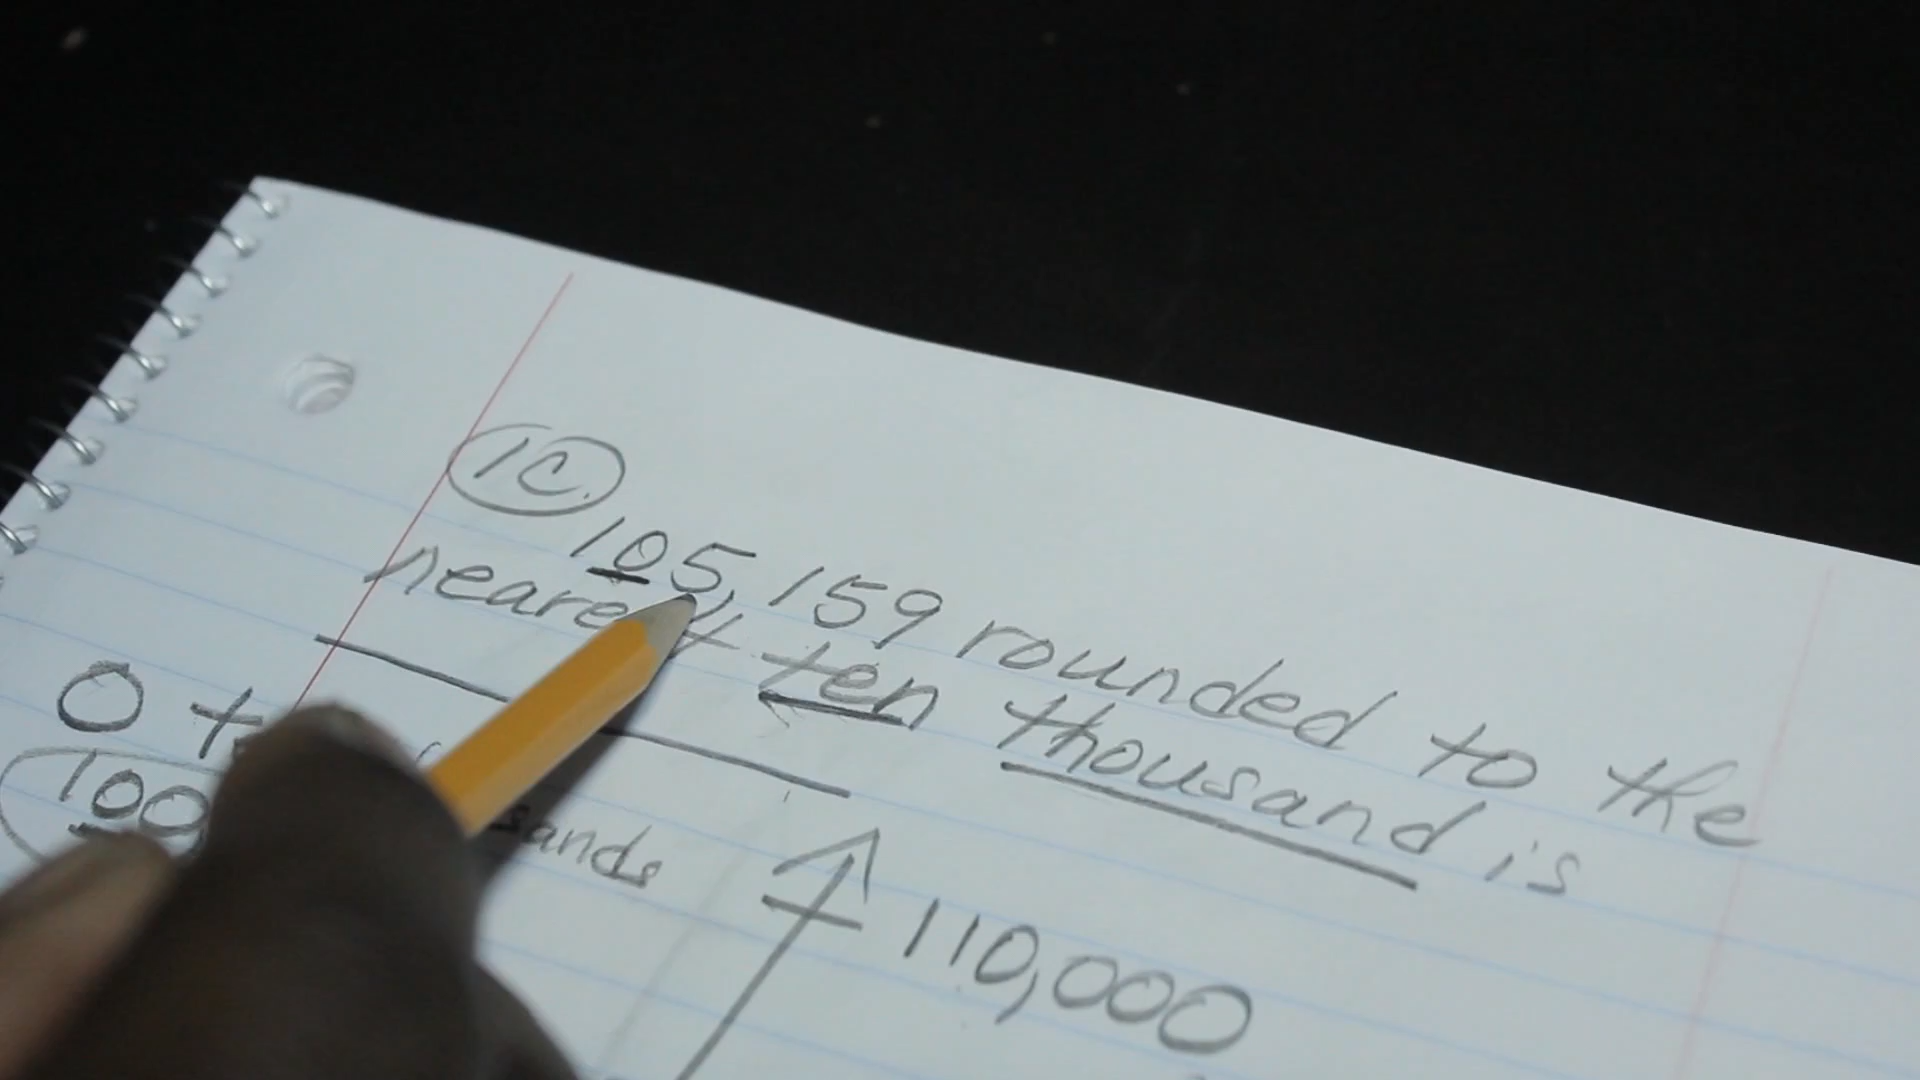 1C.
105,159 rounded to the
nearest ten thousand is
0 t
100,
sands
110,000